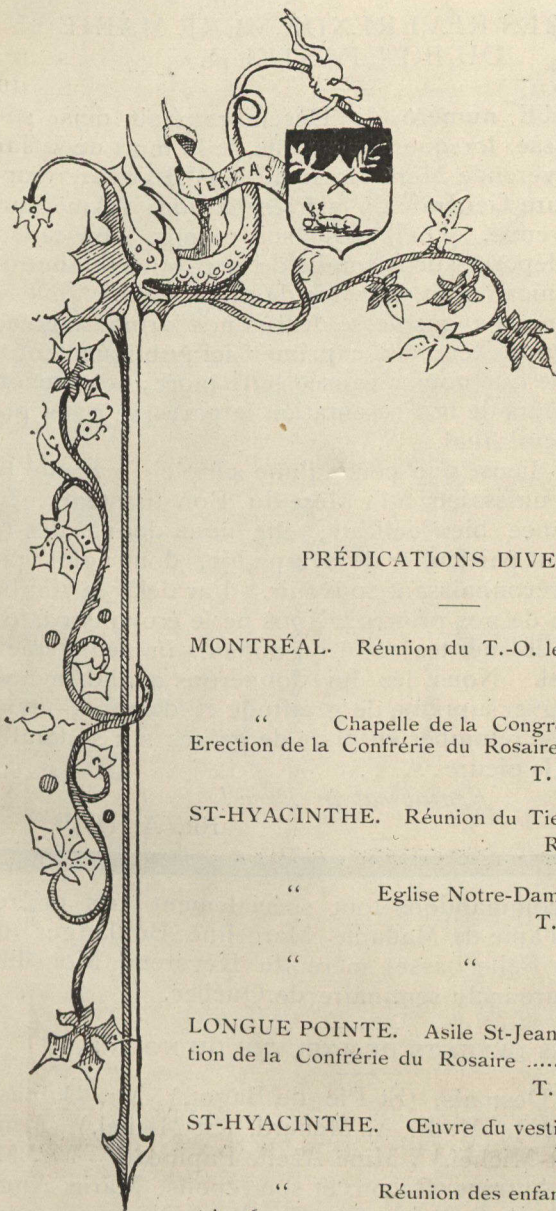 VERITAS
PRÉDICATIONS DIVE
MONTRÉAL. Réunion du T.-O. le
“ Chapelle de la Congr
Erection de la Confrérie du Rosaire
T.
ST-HYACINTHE. Réunion du Tie
R
“ Eglise Notre-Dam
T.
“ “
LONGUE POINTE. Asile St-Jean
tion de la Confrérie du Rosaire .....
T.
ST-HYACINTHE. Œuvre du vesti
“ Réunion des enfan